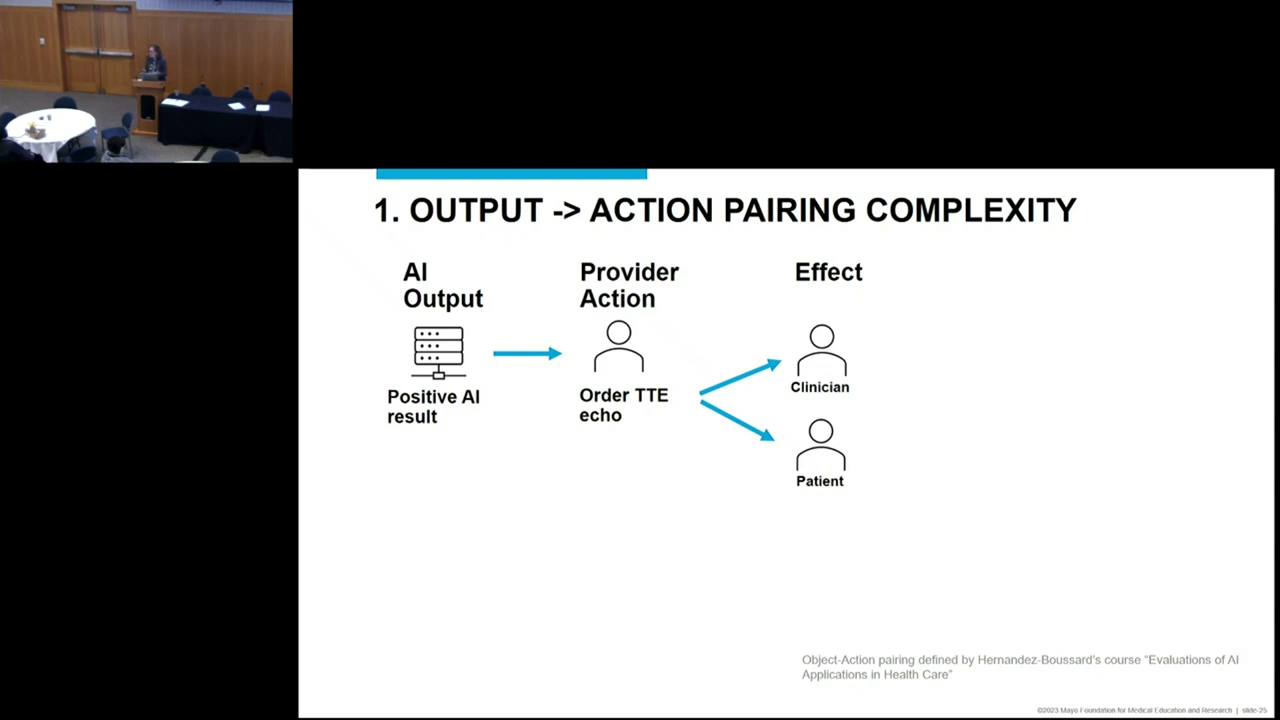 1. OUTPUT -> ACTION PAIRING COMPLEXITY
AI
Output
Provider
Action
Effect
Positive AI
result
Order TTE
echo
Clinician
Patient
Object-Action pairing defined by Hernandez-Boussard's course "Evaluations of AI
Applications in Health Care"
©2023 Mayo Foundation for Medical Education and Research | slide-25